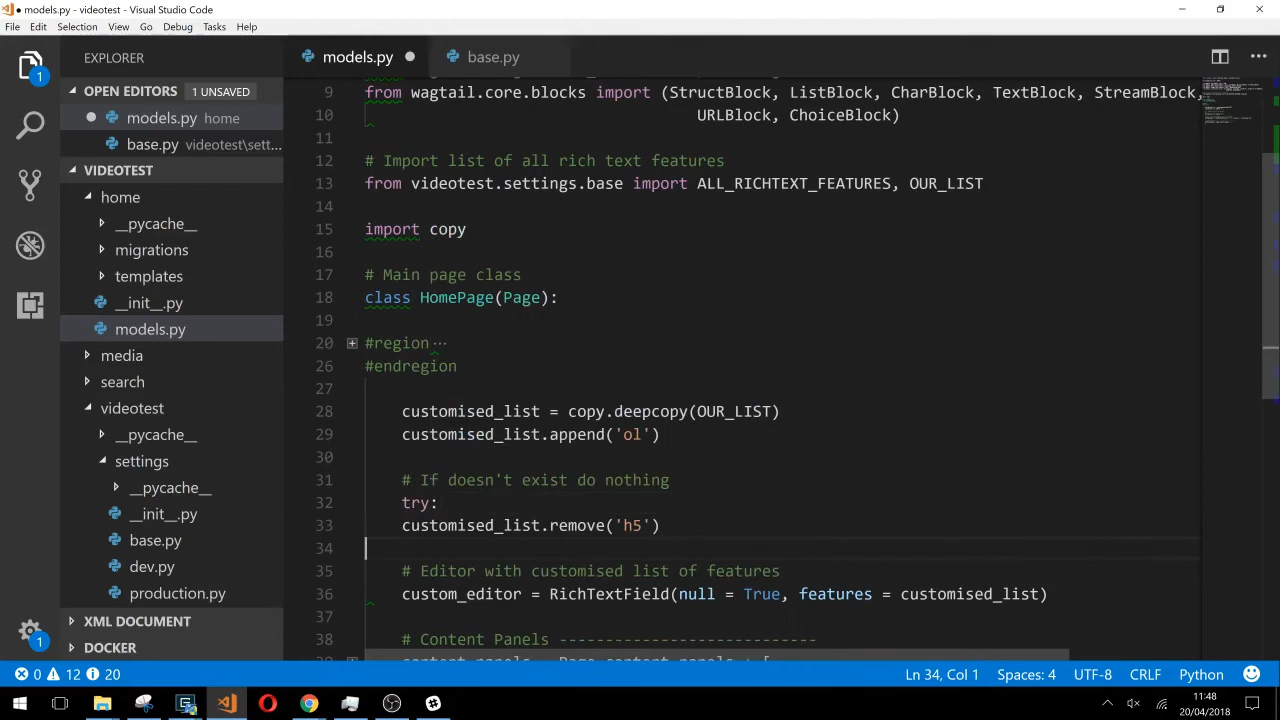 models.py - videotest - Visual Studio Code
File Edit Selection View Go Debug Tasks Help
EXPLORER
models.py
base.py
OPEN EDITORS 1 UNSAVED
models.py home
base.py videotest\sett...
VIDEOTEST
home
__pycache__
migrations
templates
__init__.py
models.py
media
search
videotest
__pycache__
settings
__pycache__
__init__.py
base.py
dev.py
production.py
XML DOCUMENT
DOCKER
1
1
9 from wagtail.core.blocks import (StructBlock, ListBlock, CharBlock, TextBlock, StreamBlock,
10 URLBlock, ChoiceBlock)
11
12 # Import list of all rich text features
13 from videotest.settings.base import ALL_RICHTEXT_FEATURES, OUR_LIST
14
15 import copy
16
17 # Main page class
18 class HomePage(Page):
19
20 #region ...
26 #endregion
27
28 customised_list = copy.deepcopy(OUR_LIST)
29 customised_list.append('ol')
30
31 # If doesn't exist do nothing
32 try:
33 customised_list.remove('h5')
34
35 # Editor with customised list of features
36 custom_editor = RichTextField(null = True, features = customised_list)
37
38 # Content Panels ----------------------------
0 12 20
Ln 34, Col 1 Spaces: 4 UTF-8 CRLF Python
11:48
20/04/2018